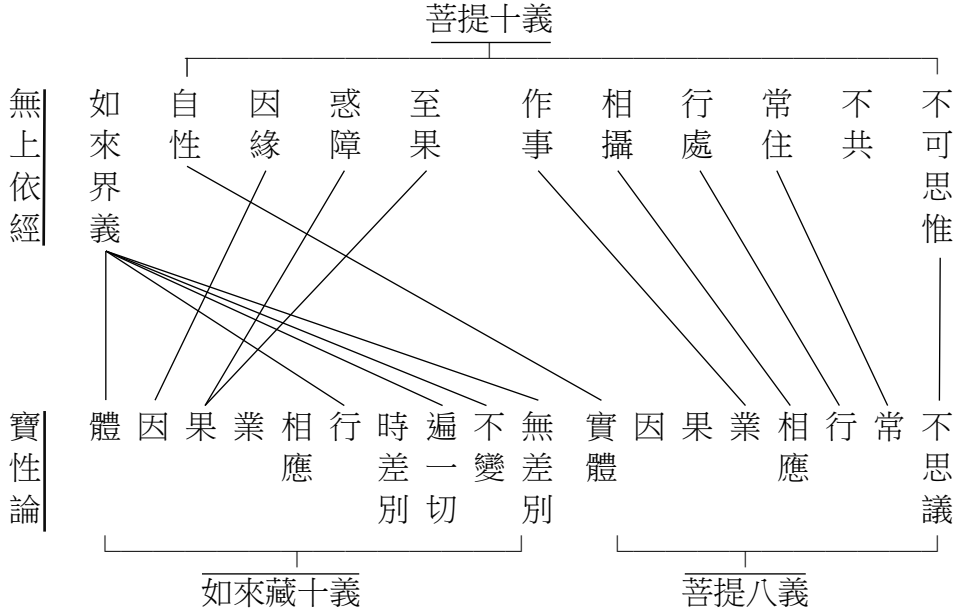 菩提十義
無上依經
如來界義
自性
因緣
惑障
至果
作事
相攝
行處
常住
不共
不可思惟
寶性論
體
因
果
業
相應
行
時差別
遍一切
不變
無差別
實體
因
果
業
相應
行
常
不思議
如來藏十義
菩提八義